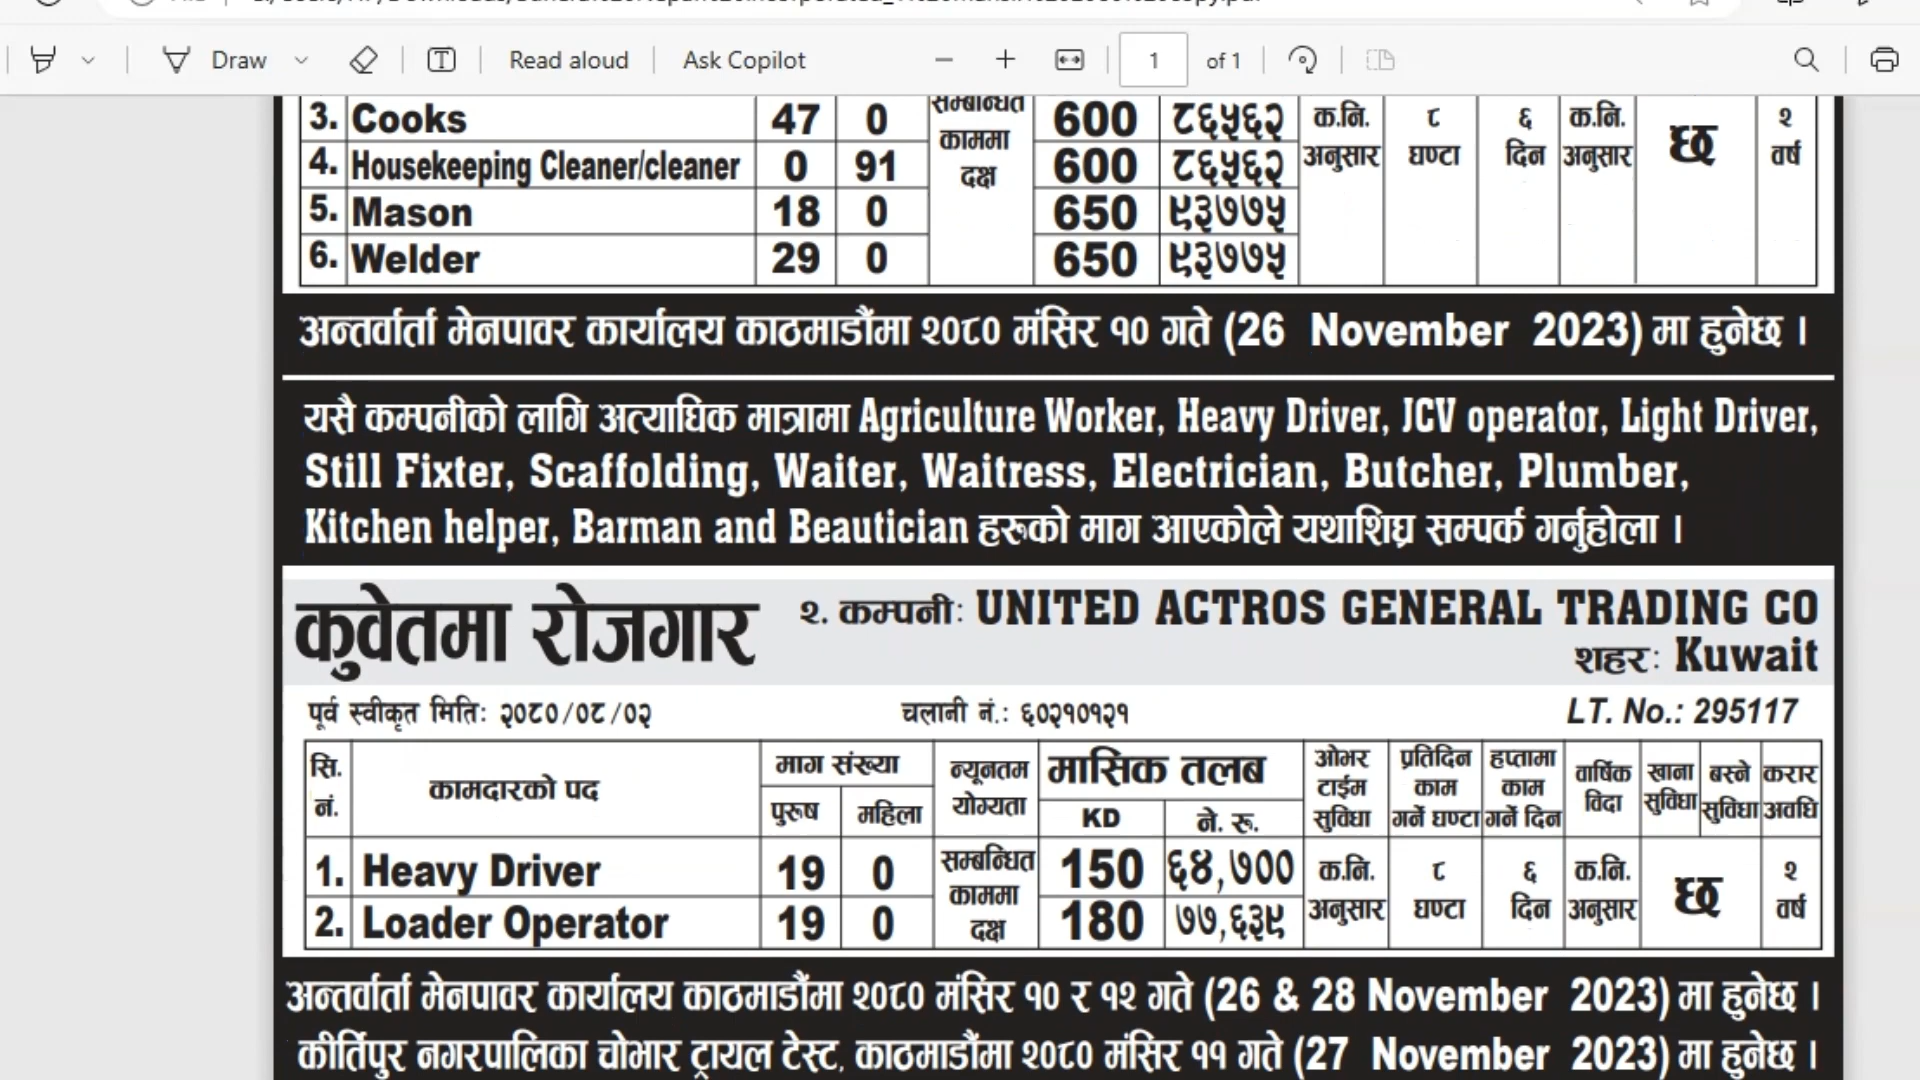 Draw
Read aloud
Ask Copilot
1 of 1
3. Cooks 47 0 सम्बन्धित काममा दक्ष 600 ८६५६२ क.नि. अनुसार ८ घण्टा ६ दिन क.नि. अनुसार छ २ वर्ष
4. Housekeeping Cleaner/cleaner 0 91 600 ८६५६२
5. Mason 18 0 650 ९३७७५
6. Welder 29 0 650 ९३७७५
अन्तर्वार्ता मेनपावर कार्यालय काठमाडौंमा २०८० मंसिर १० गते (26 November 2023) मा हुनेछ ।
यसै कम्पनीको लागि अत्याधिक मात्रामा Agriculture Worker, Heavy Driver, JCV operator, Light Driver,
Still Fixter, Scaffolding, Waiter, Waitress, Electrician, Butcher, Plumber,
Kitchen helper, Barman and Beautician हरुको माग आएकोले यथाशिघ्र सम्पर्क गर्नुहोला ।
कुवेतमा रोजगार २. कम्पनी: UNITED ACTROS GENERAL TRADING CO
शहर: Kuwait
पूर्व स्वीकृत मिति: २०८०/०८/०२ चलानी नं.: ६०२१०१२१ LT. No.: 295117
सि. नं. कामदारको पद माग संख्या न्यूनतम योग्यता मासिक तलब ओभर टाईम सुविधा प्रतिदिन काम गर्ने घण्टा हप्तामा काम गर्ने दिन वार्षिक विदा खाना सुविधा बस्ने सुविधा करार अवधि
पुरुष महिला KD ने. रू.
1. Heavy Driver 19 0 सम्बन्धित काममा दक्ष 150 ६४,७०० क.नि. अनुसार ८ घण्टा ६ दिन क.नि. अनुसार छ २ वर्ष
2. Loader Operator 19 0 180 ७७,६३९
अन्तर्वार्ता मेनपावर कार्यालय काठमाडौंमा २०८० मंसिर १० र १२ गते (26 & 28 November 2023) मा हुनेछ ।
कीर्तिपुर नगरपालिका चोभार ट्रायल टेस्ट, काठमाडौंमा २०८० मंसिर ११ गते (27 November 2023) मा हुनेछ ।